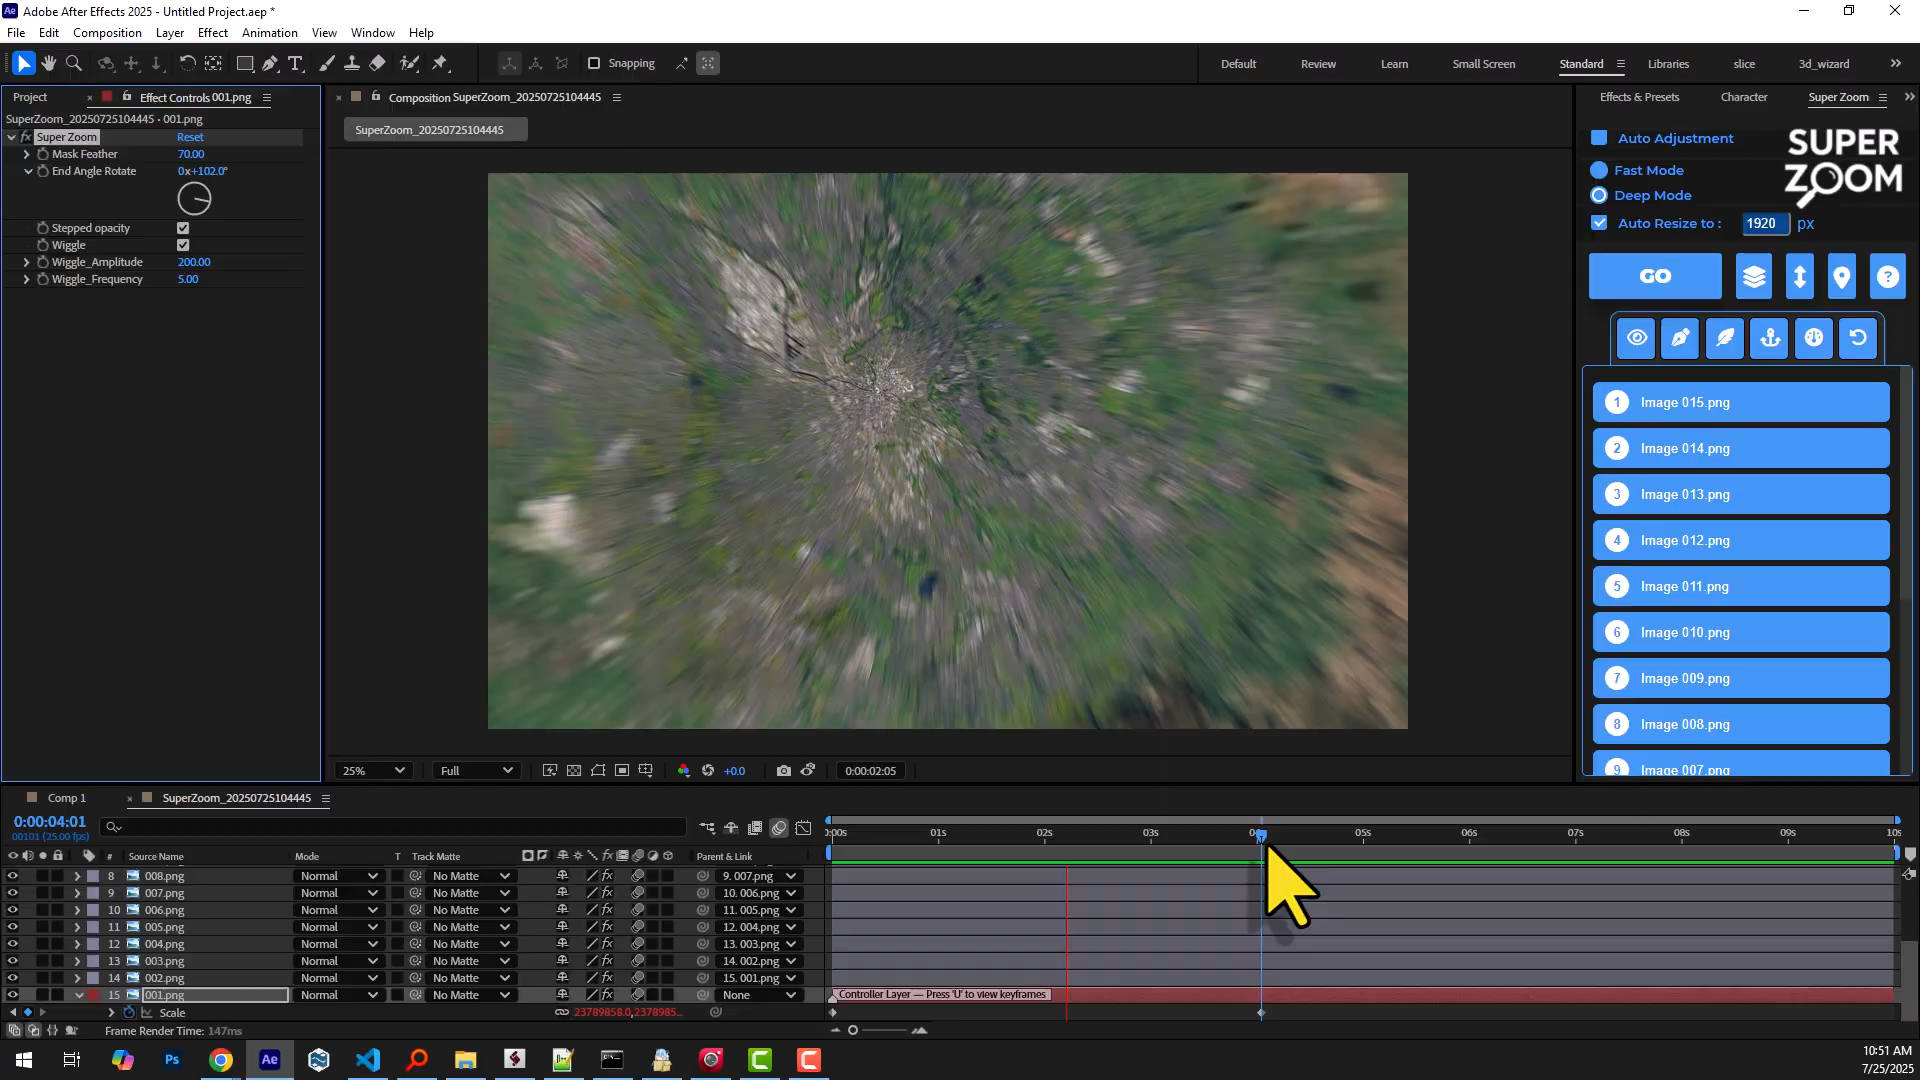 Adobe After Effects 2025 - Untitled Project.aep *
File Edit Composition Layer Effect Animation View Window Help
Snapping
Default Review Learn Small Screen Standard Libraries slice 3d_wizard
Project Effect Controls 001.png
SuperZoom_20250725104445 • 001.png
fx Super Zoom Reset
Mask Feather 70.00
End Angle Rotate 0x+102.0°
Stepped opacity
Wiggle
Wiggle_Amplitude 200.00
Wiggle_Frequency 5.00
Composition SuperZoom_20250725104445
SuperZoom_20250725104445
25% Full +0.0 0:00:02:05
Effects & Presets Character Super Zoom
Auto Adjustment
Fast Mode
Deep Mode
Auto Resize to : 1920 px
SUPER
ZOOM
GO
1 Image 015.png
2 Image 014.png
3 Image 013.png
4 Image 012.png
5 Image 011.png
6 Image 010.png
7 Image 009.png
8 Image 008.png
9 Image 007.png
Comp 1 SuperZoom_20250725104445
0:00:04:01
00101 (25.00 fps)
0:00s 01s 02s 03s 05s 06s 07s 08s 09s 10s
# Source Name Mode T Track Matte Parent & Link
8 008.png Normal No Matte 9. 007.png
9 007.png Normal No Matte 10. 006.png
10 006.png Normal No Matte 11. 005.png
11 005.png Normal No Matte 12. 004.png
12 004.png Normal No Matte 13. 003.png
13 003.png Normal No Matte 14. 002.png
14 002.png Normal No Matte 15. 001.png
15 001.png Normal No Matte None
Controller Layer — Press 'U' to view keyframes
Scale 23789858.0,2378985...
Frame Render Time: 147ms
Ps Ae
10:51 AM
7/25/2025